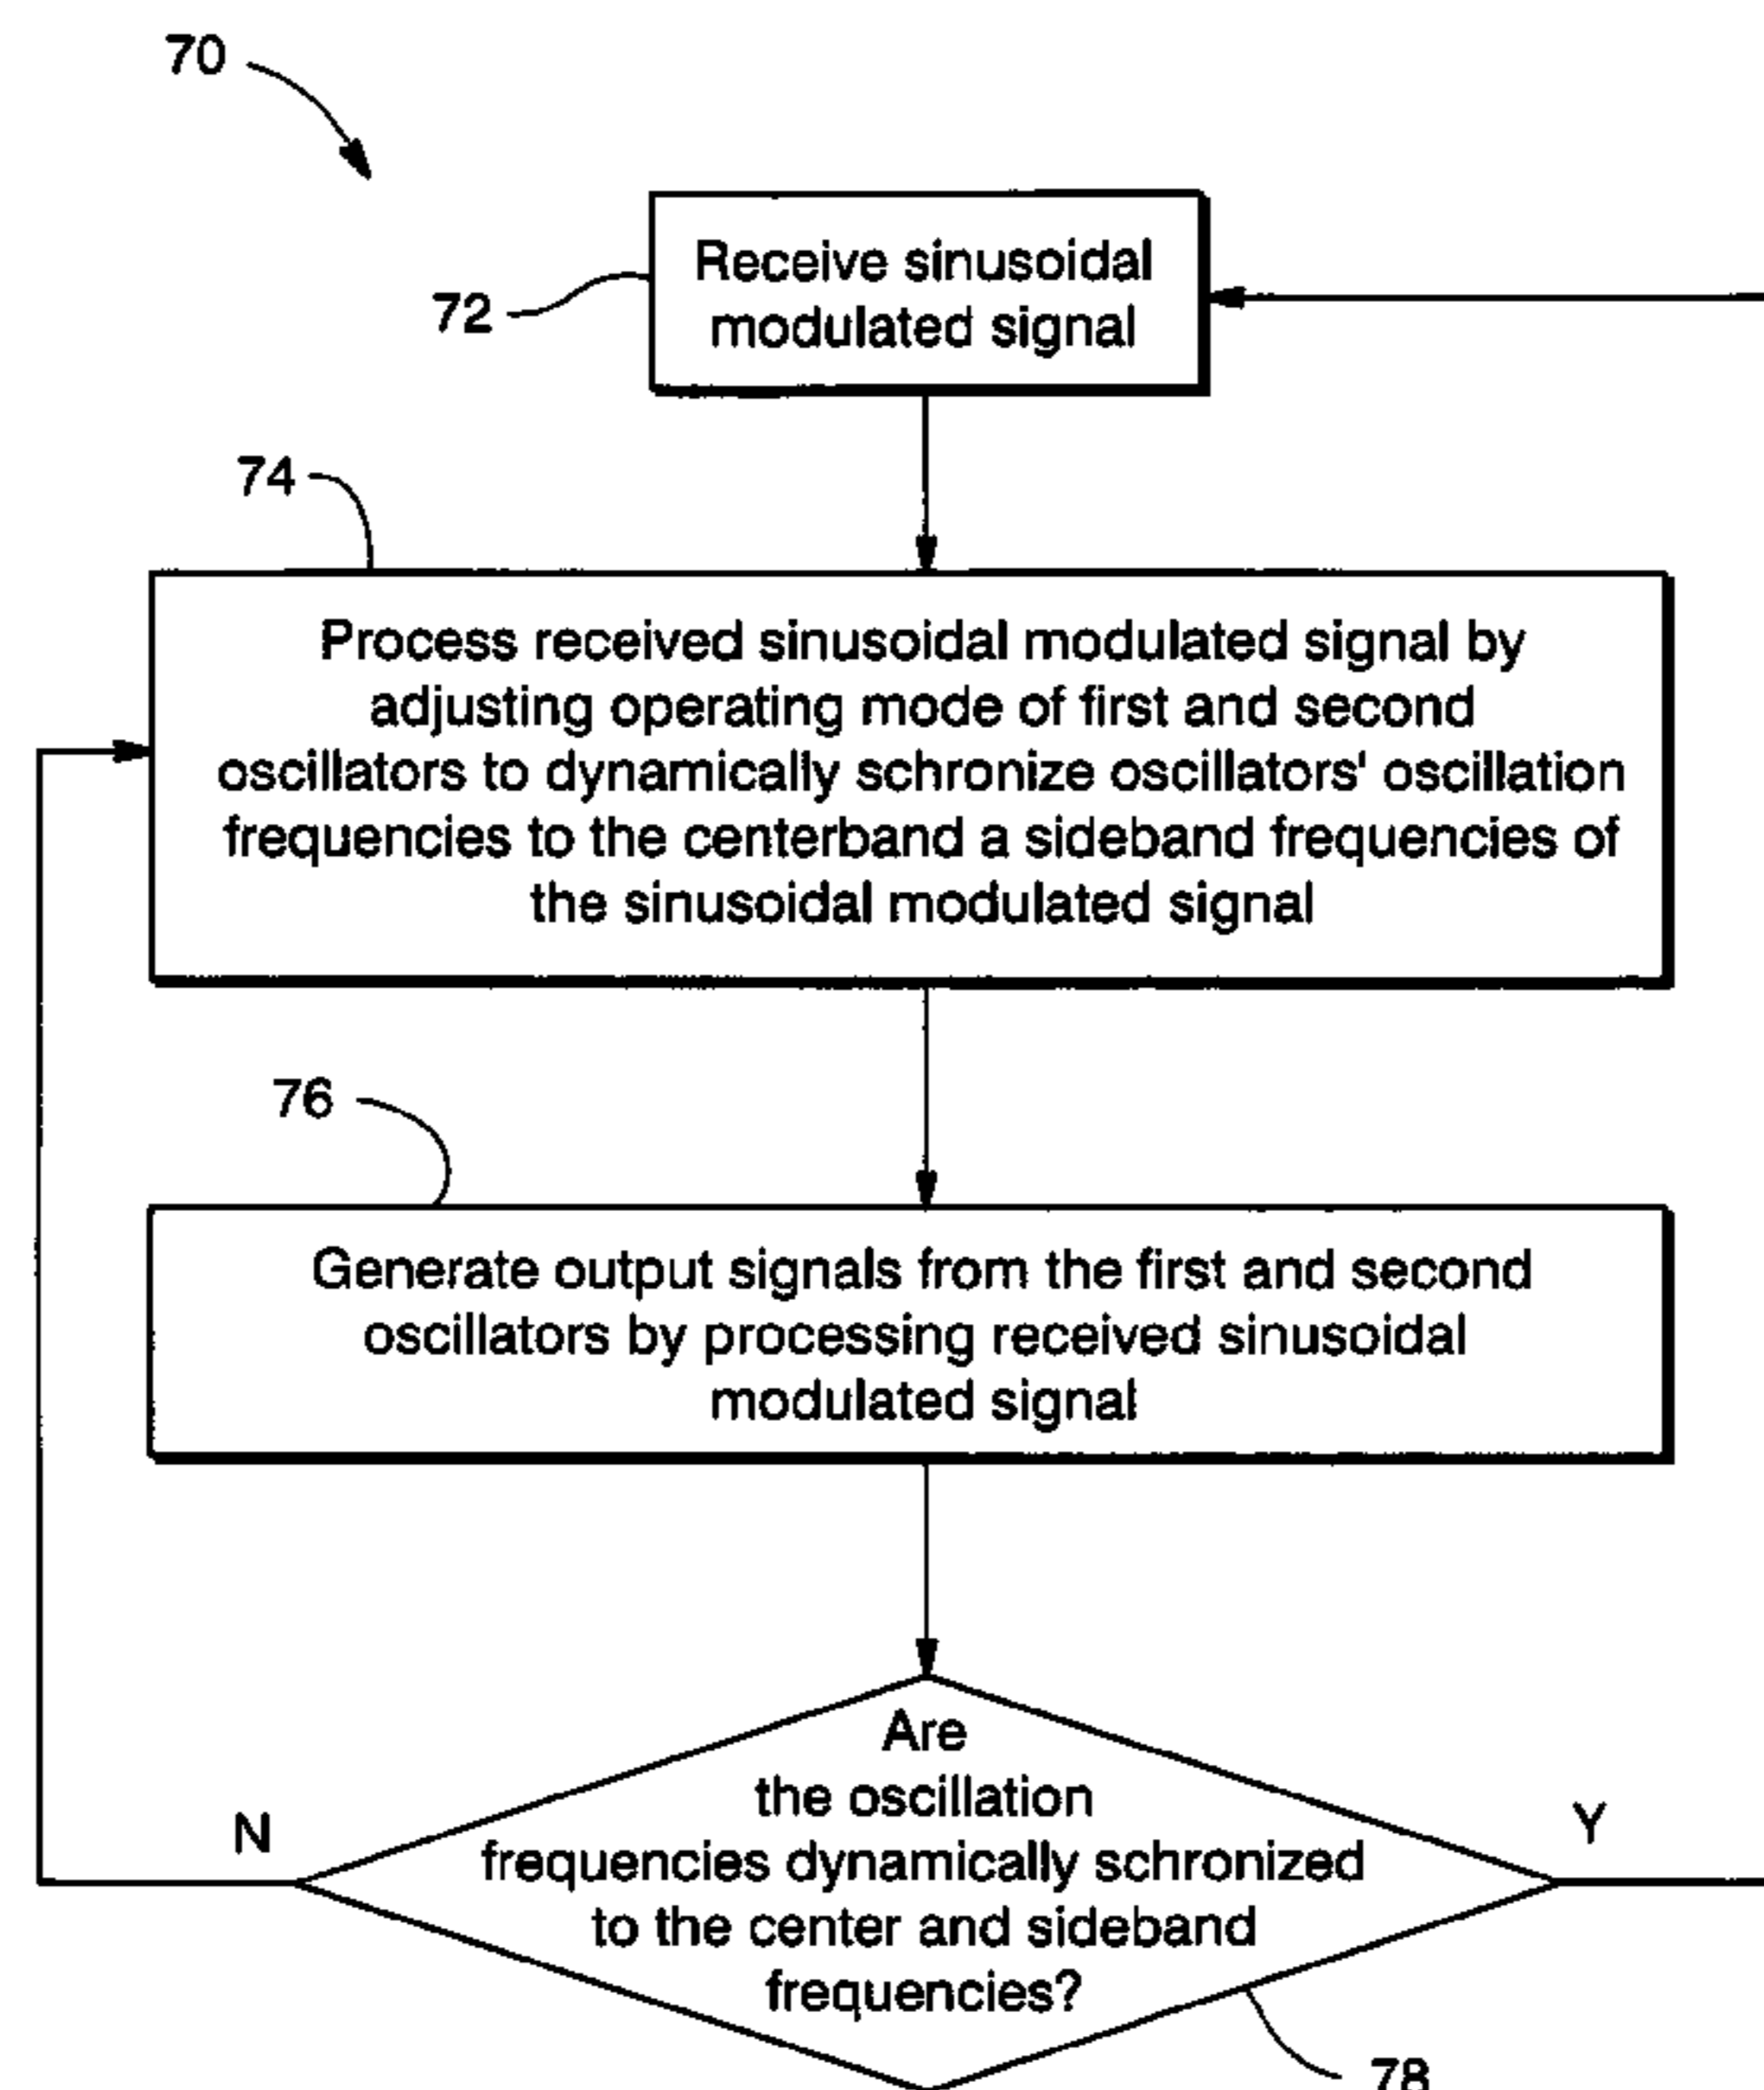 70
72
Receive sinusoidal
modulated signal
74
Process received sinusoidal modulated signal by
adjusting operating mode of first and second
oscillators to dynamically schronize oscillators' oscillation
frequencies to the centerband a sideband frequencies of
the sinusoidal modulated signal
76
Generate output signals from the first and second
oscillators by processing received sinusoidal
modulated signal
Are
the oscillation
frequencies dynamically schronized
to the center and sideband
frequencies?
N
Y
78